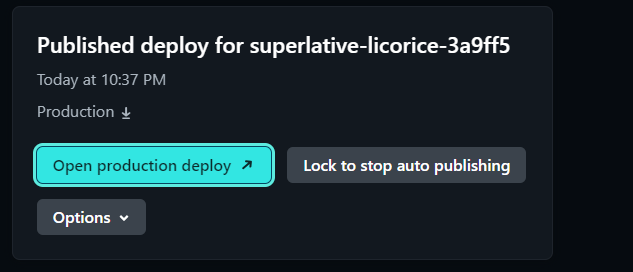 Published deploy for superlative-licorice-3a9ff5
Today at 10:37 PM
Production
Open production deploy
Lock to stop auto publishing
Options